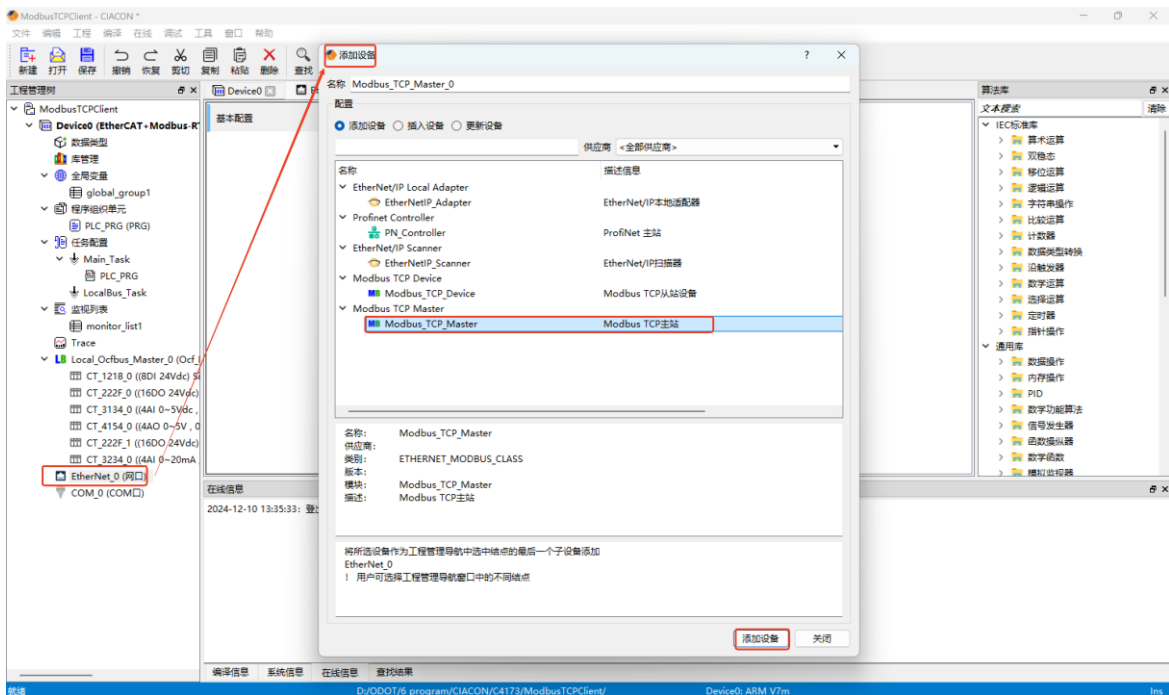 ModbusTCPClient - CIACON *
文件 编辑 工程 编译 在线 调试 工具 窗口 帮助
新建 打开 保存 撤销 恢复 剪切 复制 粘贴 删除 查找
工程管理树
ModbusTCPClient
Device0 (EtherCAT+Modbus-R
数据类型
库管理
全局变量
global_group1
程序组织单元
PLC_PRG (PRG)
任务配置
Main_Task
PLC_PRG
LocalBus_Task
监视列表
monitor_list1
Trace
Local_Ocfbus_Master_0 (Ocf_
CT_1218_0 ((8DI 24Vdc) S
CT_222F_0 ((16DO 24Vdc)
CT_3134_0 ((4AI 0~5Vdc ,
CT_4154_0 ((4AO 0~5V , 0
CT_222F_1 ((16DO 24Vdc)
CT_3234_0 ((4AI 0~20mA
EtherNet_0 (网口)
COM_0 (COM口)
Device0
基本配置
添加设备
名称 Modbus_TCP_Master_0
配置
添加设备 插入设备 更新设备
供应商 <全部供应商>
名称 描述信息
EtherNet/IP Local Adapter
EtherNetIP_Adapter EtherNet/IP本地适配器
Profinet Controller
PN_Controller ProfiNet 主站
EtherNet/IP Scanner
EtherNetIP_Scanner EtherNet/IP扫描器
Modbus TCP Device
Modbus_TCP_Device Modbus TCP从站设备
Modbus TCP Master
Modbus_TCP_Master Modbus TCP主站
名称: Modbus_TCP_Master
供应商:
类别: ETHERNET_MODBUS_CLASS
版本:
模块: Modbus_TCP_Master
描述: Modbus TCP主站
将所选设备作为工程管理导航中选中结点的最后一个子设备添加
EtherNet_0
! 用户可选择工程管理导航窗口中的不同结点
添加设备 关闭
算法库
文本搜索 清除
IEC标准库
算术运算
双稳态
移位运算
逻辑运算
字符串操作
比较运算
计数器
数据类型转换
沿触发器
数学运算
选择运算
定时器
指针操作
通用库
数据操作
内存操作
PID
数学功能算法
信号发生器
函数操纵器
数学函数
模拟监视器
在线信息
2024-12-10 13:35:33: 登
编译信息 系统信息 在线信息 查找结果
就绪 D:/ODOT/6 program/CIACON/C4173/ModbusTCPClient/ Device0: ARM V7m Ins